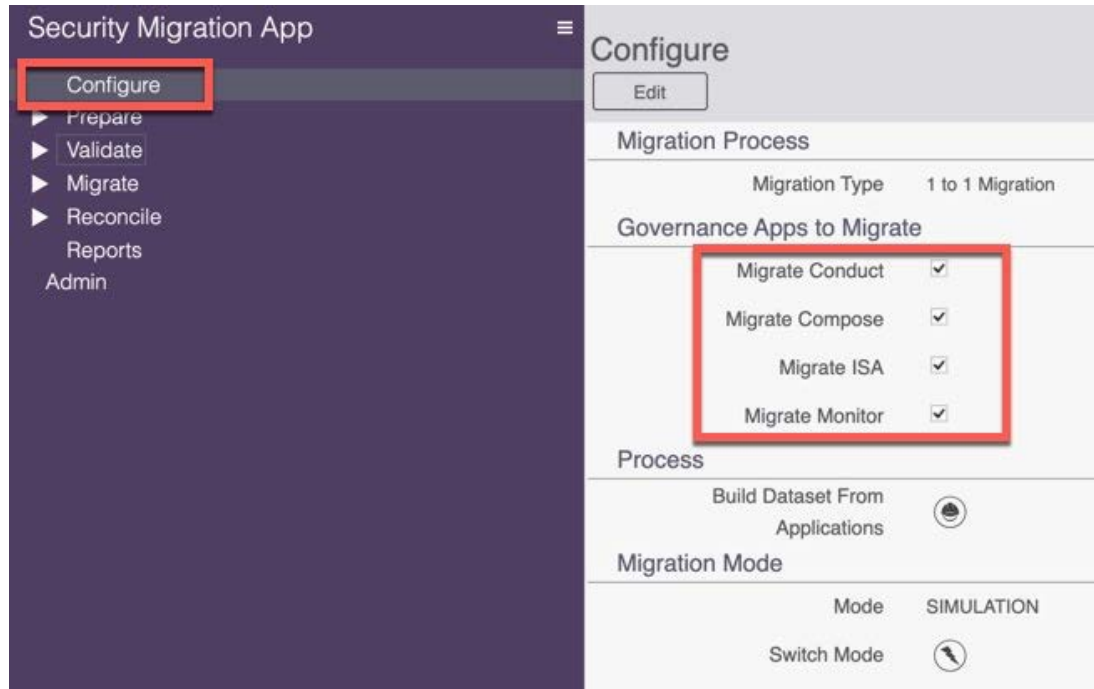 Security Migration App
Configure
Prepare
Validate
Migrate
Reconcile
Reports
Admin
Configure
Edit
Migration Process
Migration Type 1 to 1 Migration
Governance Apps to Migrate
Migrate Conduct
Migrate Compose
Migrate ISA
Migrate Monitor
Process
Build Dataset From
Applications
Migration Mode
Mode SIMULATION
Switch Mode